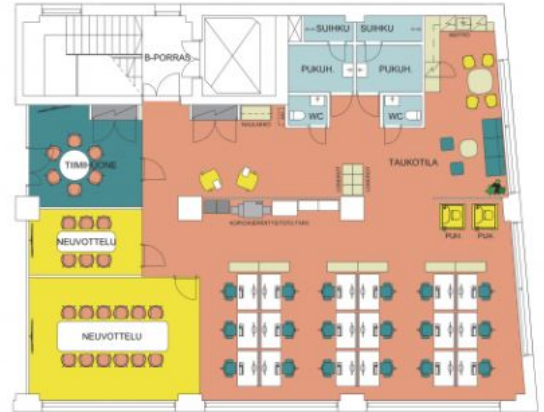 SUIHKU
SUIHKU
B-PORRAS
PUKUH.
PUKUH.
WC
WC
TIIMIHUONE
TAUKOTILA
NEUVOTTELU
PUH.
PUH.
NEUVOTTELU